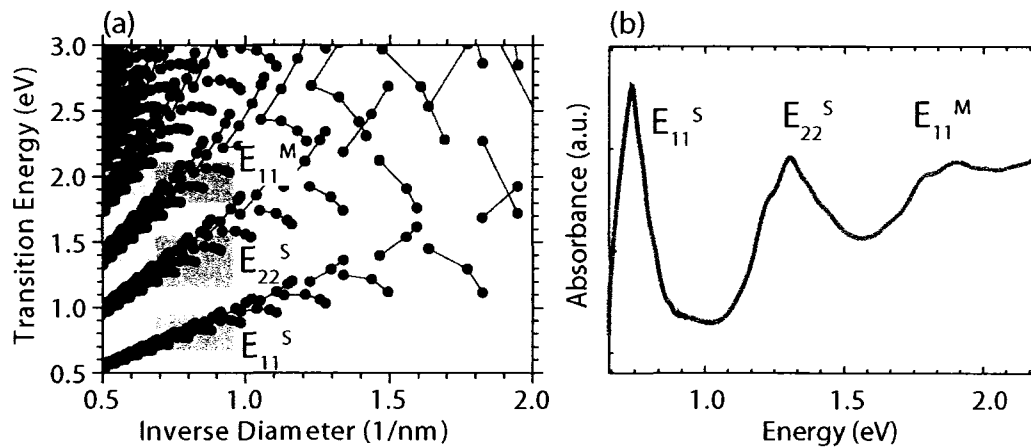 (a)
3.0
2.5
2.0
1.5
1.0
0.5
Transition Energy (eV)
E₁₁ᴹ
E₂₂ˢ
E₁₁ˢ
0.5 1.0 1.5 2.0
Inverse Diameter (1/nm)
(b)
Absorbance (a.u.)
E₁₁ˢ E₂₂ˢ E₁₁ᴹ
1.0 1.5 2.0
Energy (eV)